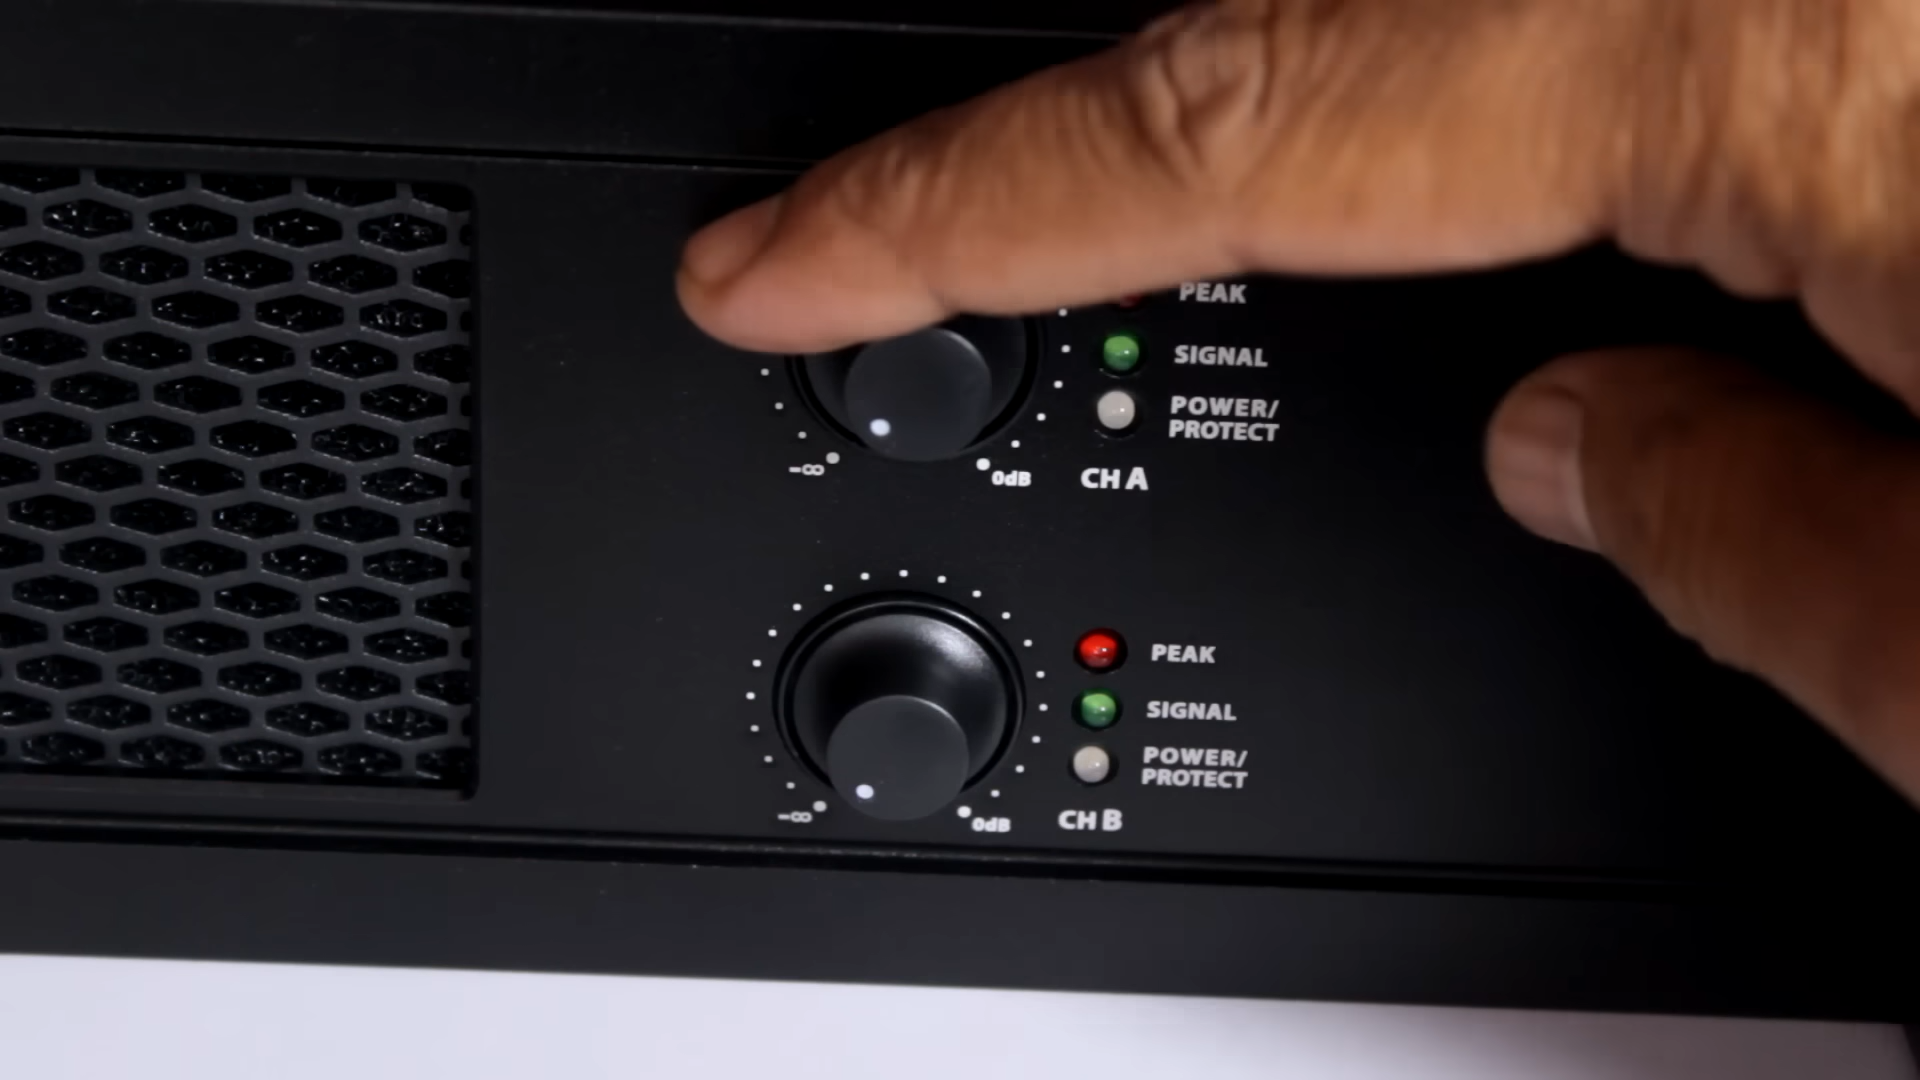 PEAK
SIGNAL
POWER/
PROTECT
-∞
0dB
CH A
PEAK
SIGNAL
POWER/
PROTECT
-∞
0dB
CH B